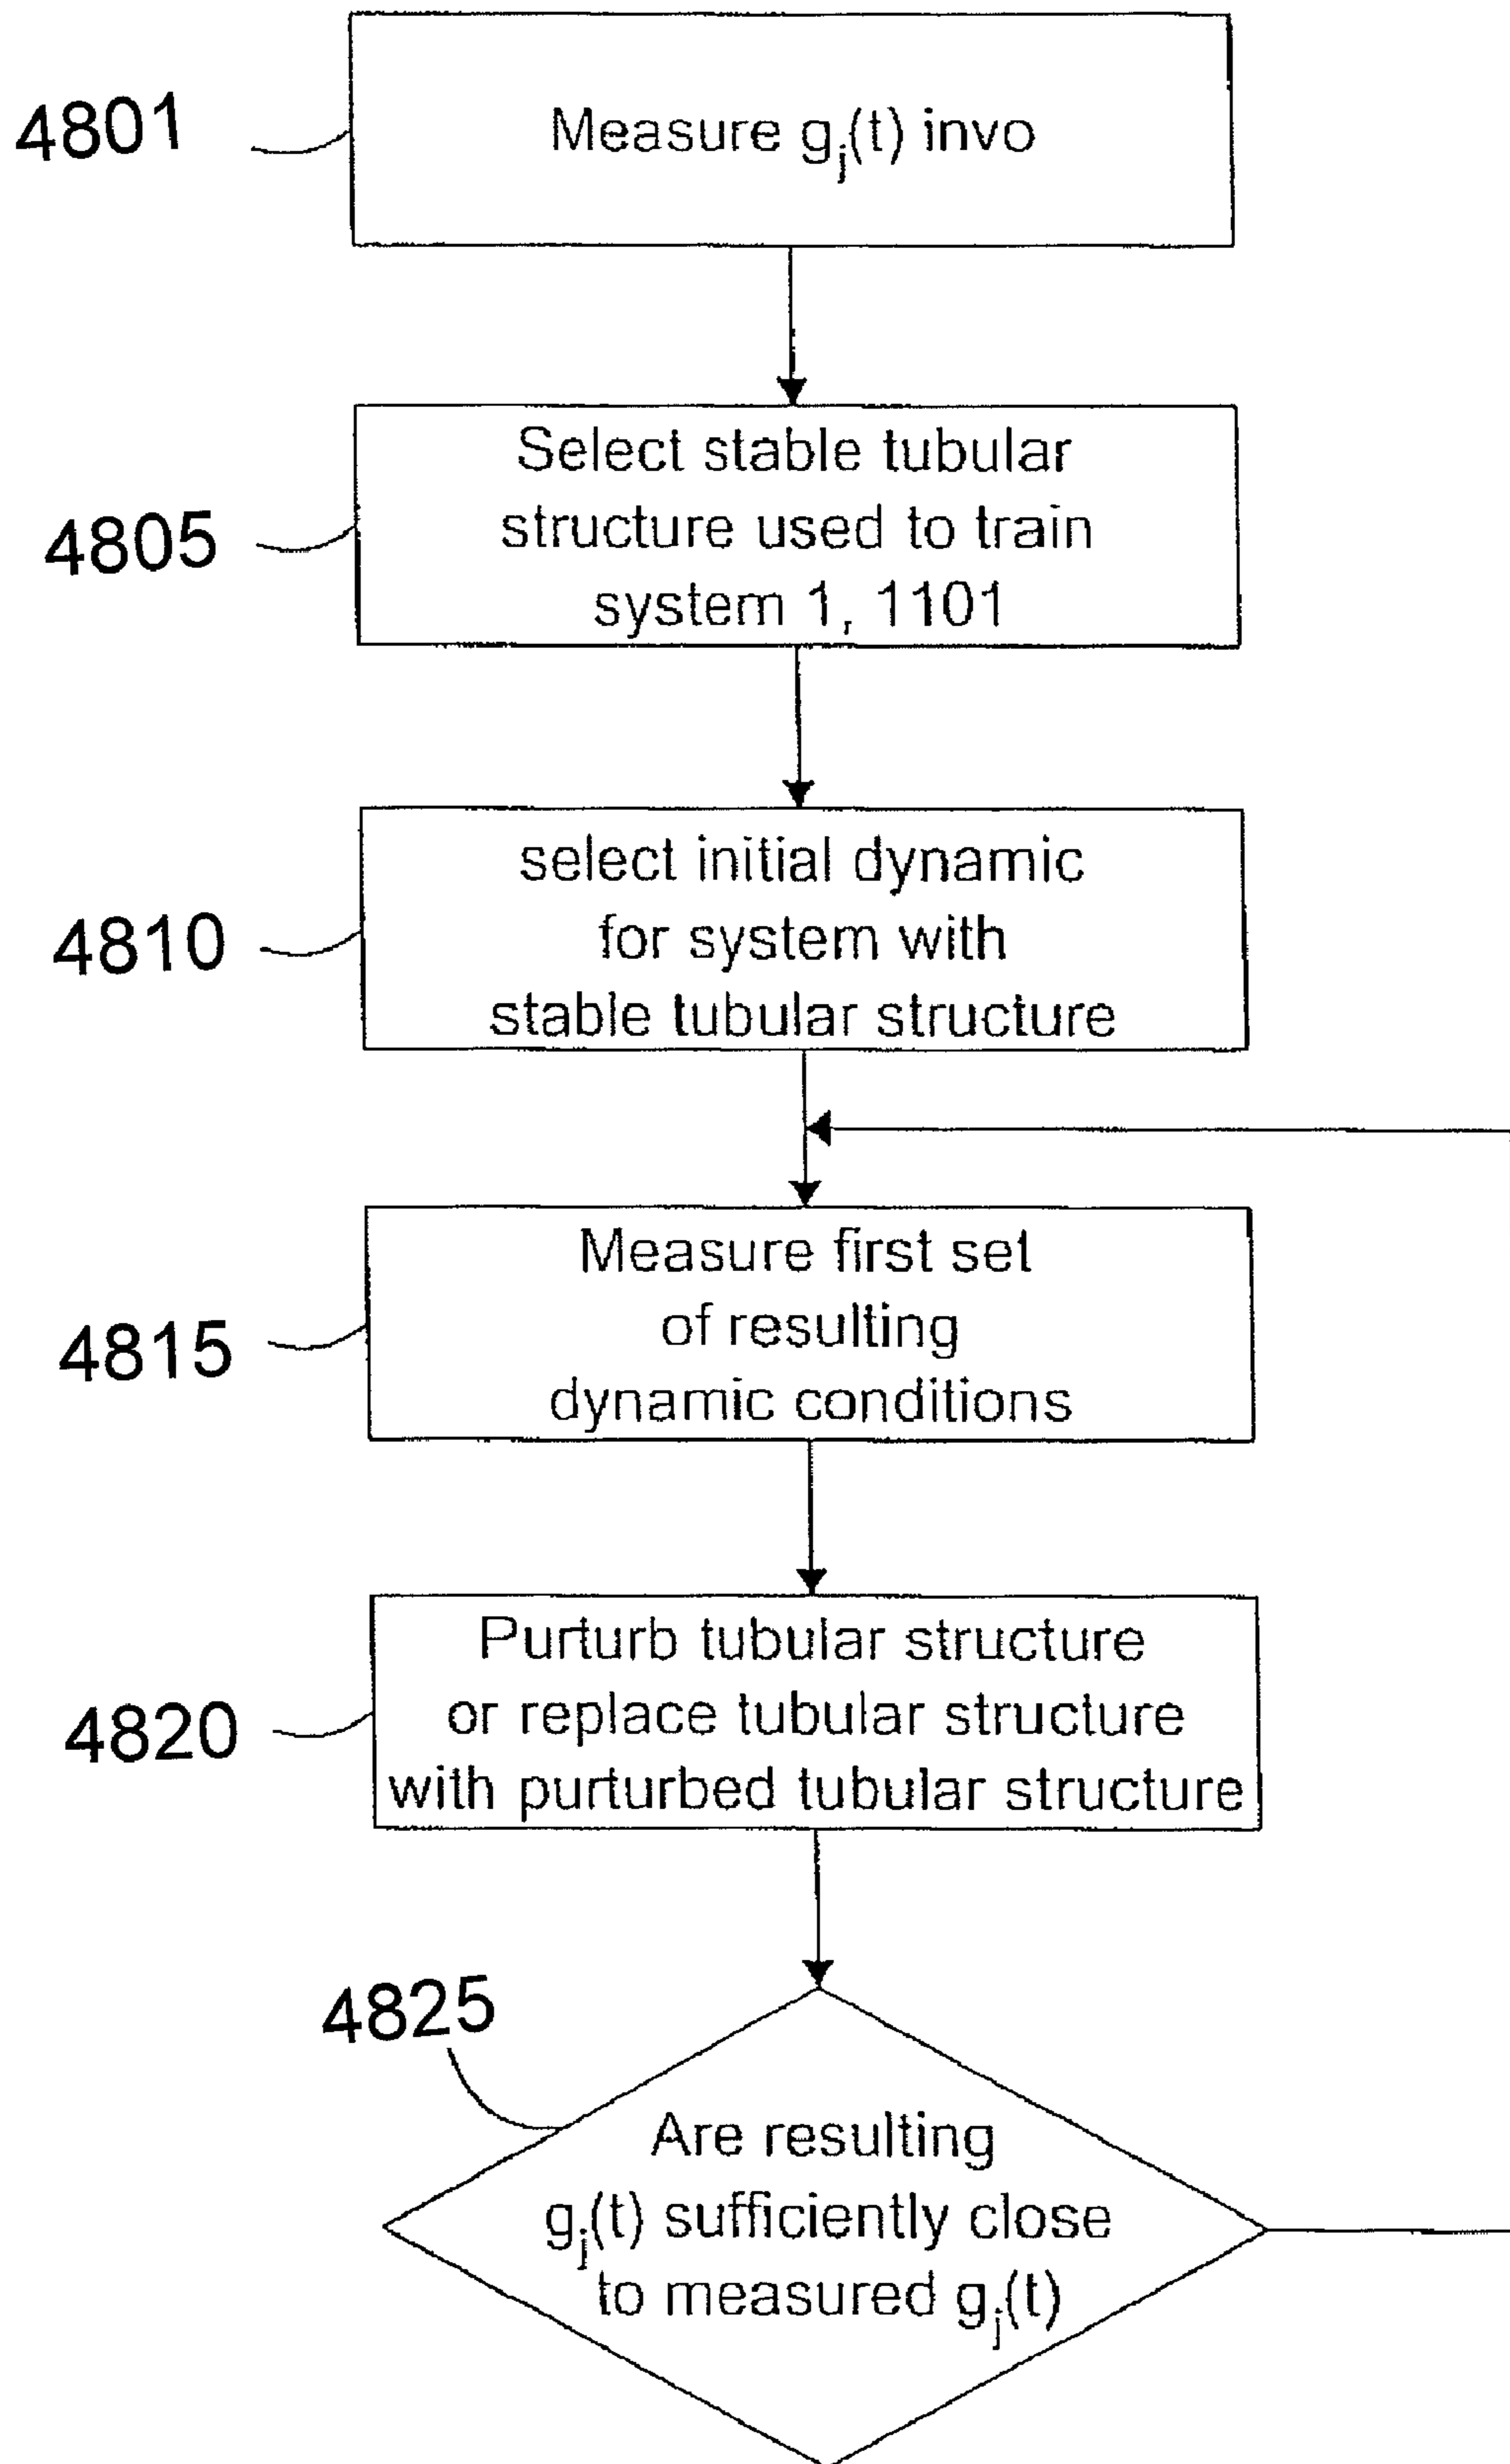 4801
Measure gj(t) invo
4805
Select stable tubular
structure used to train
system 1, 1101
4810
select initial dynamic
for system with
stable tubular structure
4815
Measure first set
of resulting
dynamic conditions
4820
Purturb tubular structure
or replace tubular structure
with purturbed tubular structure
4825
Are resulting
gj(t) sufficiently close
to measured gj(t)